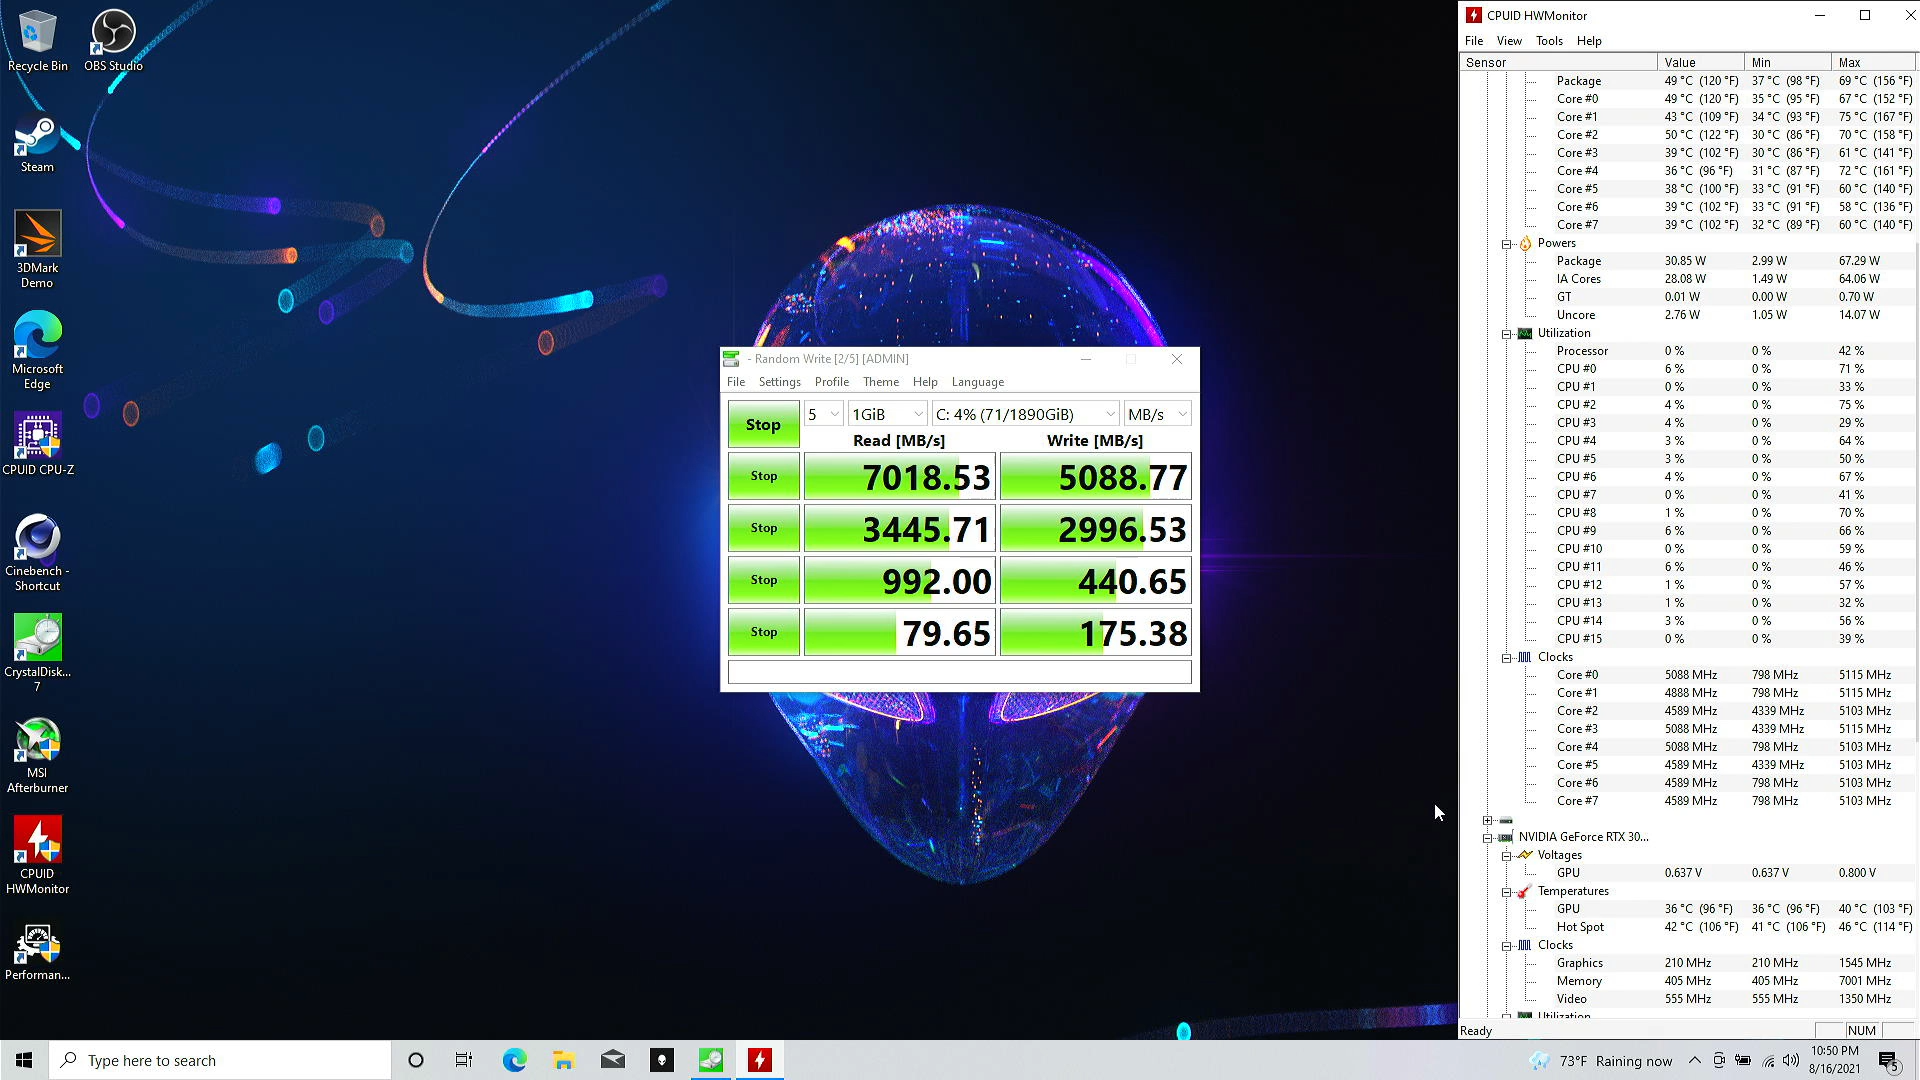 Recycle Bin
OBS Studio
Steam
3DMark
Demo
Microsoft
Edge
CPUID CPU-Z
Cinebench -
Shortcut
CrystalDisk...
7
MSI
Afterburner
CPUID
HWMonitor
Performan...
- Random Write [2/5] [ADMIN]
File Settings Profile Theme Help Language
Stop 5 1GiB C: 4% (71/1890GiB) MB/s
Read [MB/s] Write [MB/s]
Stop 7018.53 5088.77
Stop 3445.71 2996.53
Stop 992.00 440.65
Stop 79.65 175.38
CPUID HWMonitor
File View Tools Help
Sensor Value Min Max
Package 49 °C (120 °F) 37 °C (98 °F) 69 °C (156 °F)
Core #0 49 °C (120 °F) 35 °C (95 °F) 67 °C (152 °F)
Core #1 43 °C (109 °F) 34 °C (93 °F) 75 °C (167 °F)
Core #2 50 °C (122 °F) 30 °C (86 °F) 70 °C (158 °F)
Core #3 39 °C (102 °F) 30 °C (86 °F) 61 °C (141 °F)
Core #4 36 °C (96 °F) 31 °C (87 °F) 72 °C (161 °F)
Core #5 38 °C (100 °F) 33 °C (91 °F) 60 °C (140 °F)
Core #6 39 °C (102 °F) 33 °C (91 °F) 58 °C (136 °F)
Core #7 39 °C (102 °F) 32 °C (89 °F) 60 °C (140 °F)
Powers
Package 30.85 W 2.99 W 67.29 W
IA Cores 28.08 W 1.49 W 64.06 W
GT 0.01 W 0.00 W 0.70 W
Uncore 2.76 W 1.05 W 14.07 W
Utilization
Processor 0 % 0 % 42 %
CPU #0 6 % 0 % 71 %
CPU #1 0 % 0 % 33 %
CPU #2 4 % 0 % 75 %
CPU #3 4 % 0 % 29 %
CPU #4 3 % 0 % 64 %
CPU #5 3 % 0 % 50 %
CPU #6 4 % 0 % 67 %
CPU #7 0 % 0 % 41 %
CPU #8 1 % 0 % 70 %
CPU #9 6 % 0 % 66 %
CPU #10 0 % 0 % 59 %
CPU #11 6 % 0 % 46 %
CPU #12 1 % 0 % 57 %
CPU #13 1 % 0 % 32 %
CPU #14 3 % 0 % 56 %
CPU #15 0 % 0 % 39 %
Clocks
Core #0 5088 MHz 798 MHz 5115 MHz
Core #1 4888 MHz 798 MHz 5115 MHz
Core #2 4589 MHz 4339 MHz 5103 MHz
Core #3 5088 MHz 4339 MHz 5115 MHz
Core #4 5088 MHz 798 MHz 5103 MHz
Core #5 4589 MHz 4339 MHz 5103 MHz
Core #6 4589 MHz 798 MHz 5103 MHz
Core #7 4589 MHz 798 MHz 5103 MHz
NVIDIA GeForce RTX 30...
Voltages
GPU 0.637 V 0.637 V 0.800 V
Temperatures
GPU 36 °C (96 °F) 36 °C (96 °F) 40 °C (103 °F)
Hot Spot 42 °C (106 °F) 41 °C (106 °F) 46 °C (114 °F)
Clocks
Graphics 210 MHz 210 MHz 1545 MHz
Memory 405 MHz 405 MHz 7001 MHz
Video 555 MHz 555 MHz 1350 MHz
Utilization
Ready NUM
Type here to search
73°F Raining now
10:50 PM
8/16/2021
5